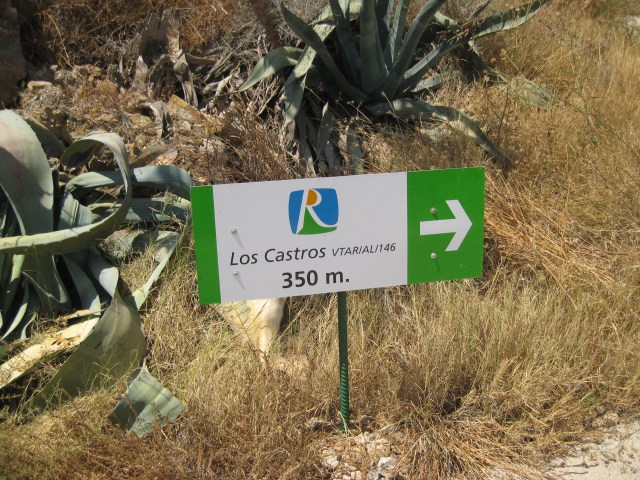 R
Los Castros VTAR/AL/146
350 m.